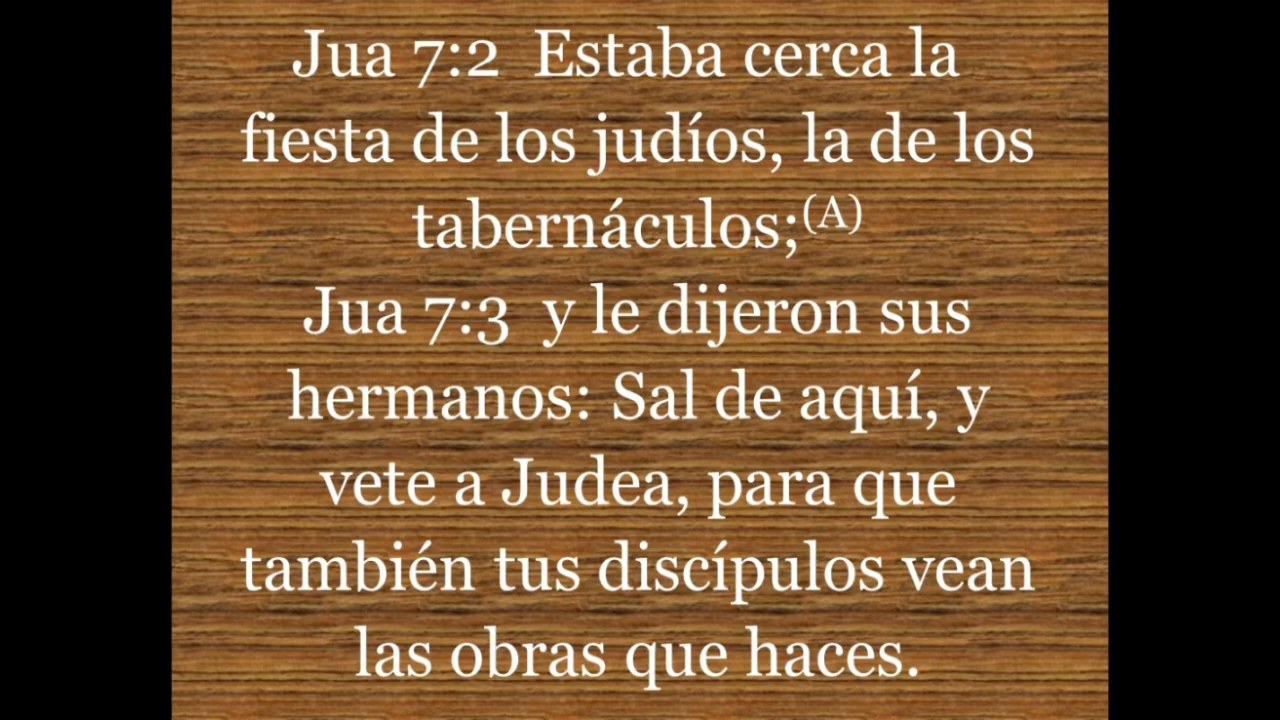 Jua 7:2  Estaba cerca la
fiesta de los judíos, la de los
tabernáculos;(A)
Jua 7:3  y le dijeron sus
hermanos: Sal de aquí, y
vete a Judea, para que
también tus discípulos vean
las obras que haces.